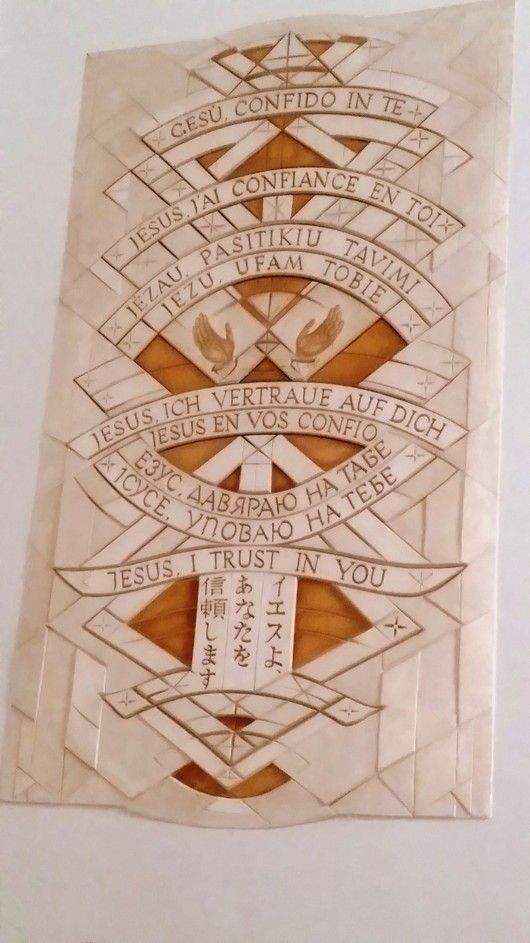 GESÙ, CONFIDO IN TE
JESUS, J'AI CONFIANCE EN TOI
JĖZAU, PASITIKIU TAVIMI
JEZU, UFAM TOBIE
JESUS, ICH VERTRAUE AUF DICH
JESUS EN VOS CONFIO
ЕЗУС, ДАВЯРАЮ НА ТАБЕ
ІСУСЕ, УПОВАЮ НА ТЕБЕ
JESUS, I TRUST IN YOU
イエスよ、
あなたを
信頼します